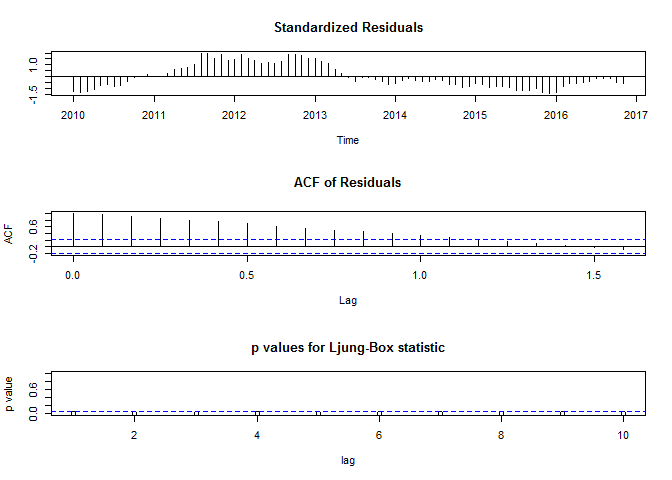 Standardized Residuals
1.0
-1.5
2010 2011 2012 2013 2014 2015 2016 2017
Time
ACF of Residuals
ACF
0.6
-0.2
0.0 0.5 1.0 1.5
Lag
p values for Ljung-Box statistic
p value
0.6
0.0
2 4 6 8 10
lag